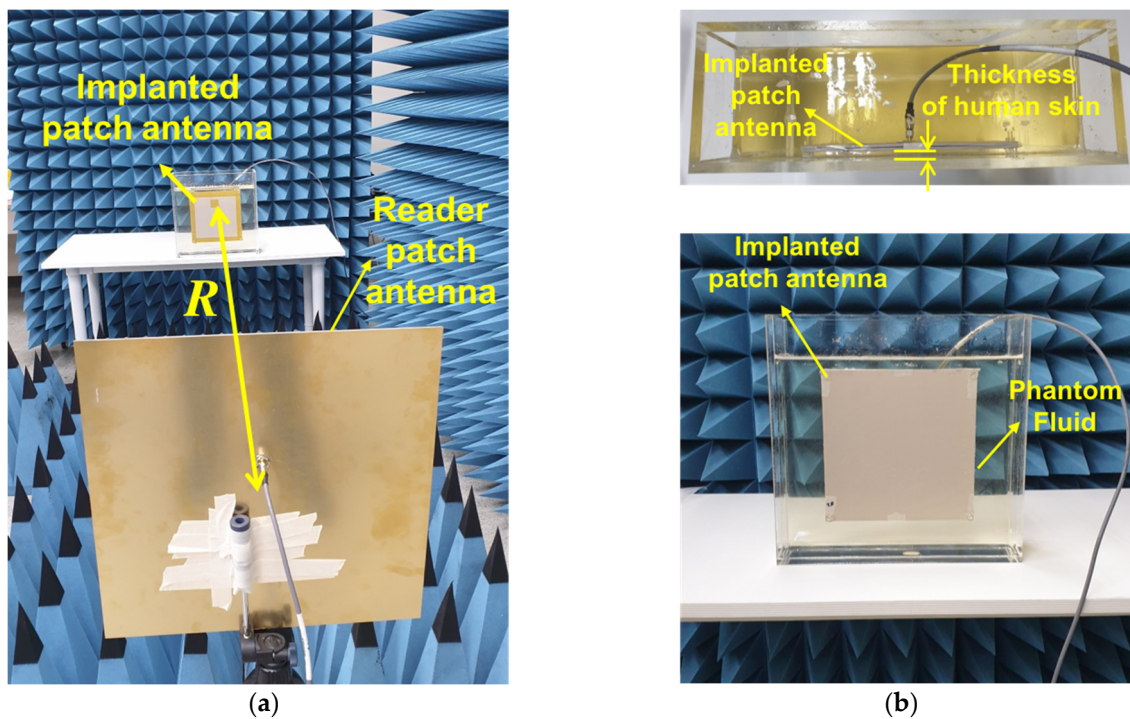 Implanted
patch antenna
Reader
patch
antenna
R
(a)
Implanted
patch
antenna
Thickness
of human skin
Implanted
patch antenna
Phantom
Fluid
(b)